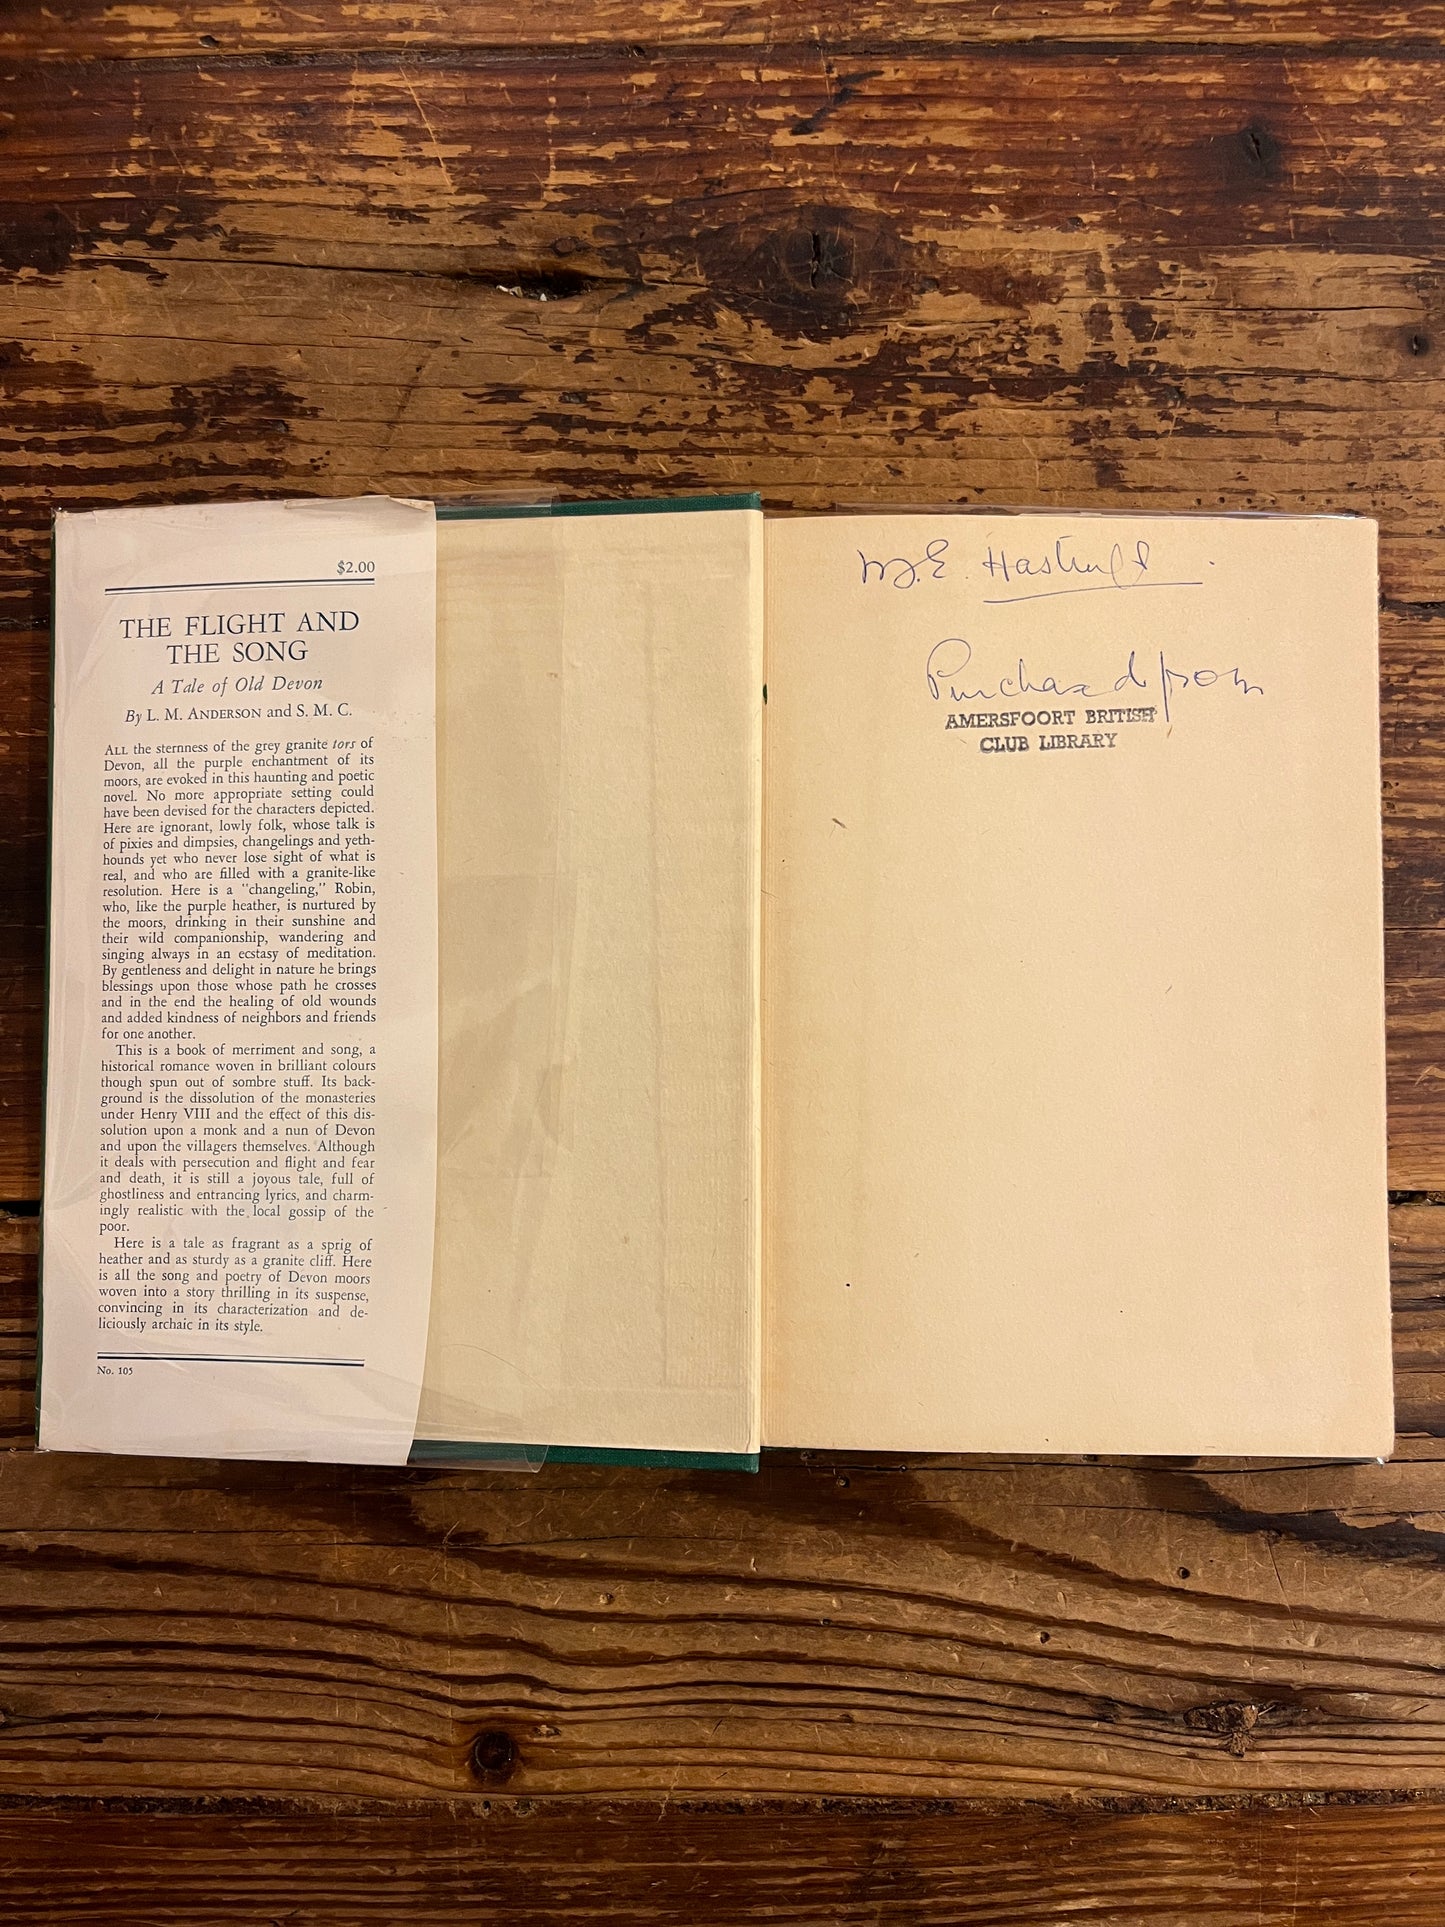 $2.00
THE FLIGHT AND
THE SONG
A Tale of Old Devon
By L. M. ANDERSON and S. M. C.
ALL the sternness of the grey granite tors of
Devon, all the purple enchantment of its
moors, are evoked in this haunting and poetic
novel. No more appropriate setting could
have been devised for the characters depicted.
Here are ignorant, lowly folk, whose talk is
of pixies and dimpsies, changelings and yeth-
hounds yet who never lose sight of what is
real, and who are filled with a granite-like
resolution. Here is a "changeling," Robin,
who, like the purple heather, is nurtured by
the moors, drinking in their sunshine and
their wild companionship, wandering and
singing always in an ecstasy of meditation.
By gentleness and delight in nature he brings
blessings upon those whose path he crosses
and in the end the healing of old wounds
and added kindness of neighbors and friends
for one another.
This is a book of merriment and song, a
historical romance woven in brilliant colours
though spun out of sombre stuff. Its back-
ground is the dissolution of the monasteries
under Henry VIII and the effect of this dis-
solution upon a monk and a nun of Devon
and upon the villagers themselves. Although
it deals with persecution and flight and fear
and death, it is still a joyous tale, full of
ghostliness and entrancing lyrics, and charm-
ingly realistic with the local gossip of the
poor.
Here is a tale as fragrant as a sprig of
heather and as sturdy as a granite cliff. Here
is all the song and poetry of Devon moors
woven into a story thrilling in its suspense,
convincing in its characterization and de-
liciously archaic in its style.
No. 105
Purchased from
AMERSFOORT BRITISH
CLUB LIBRARY